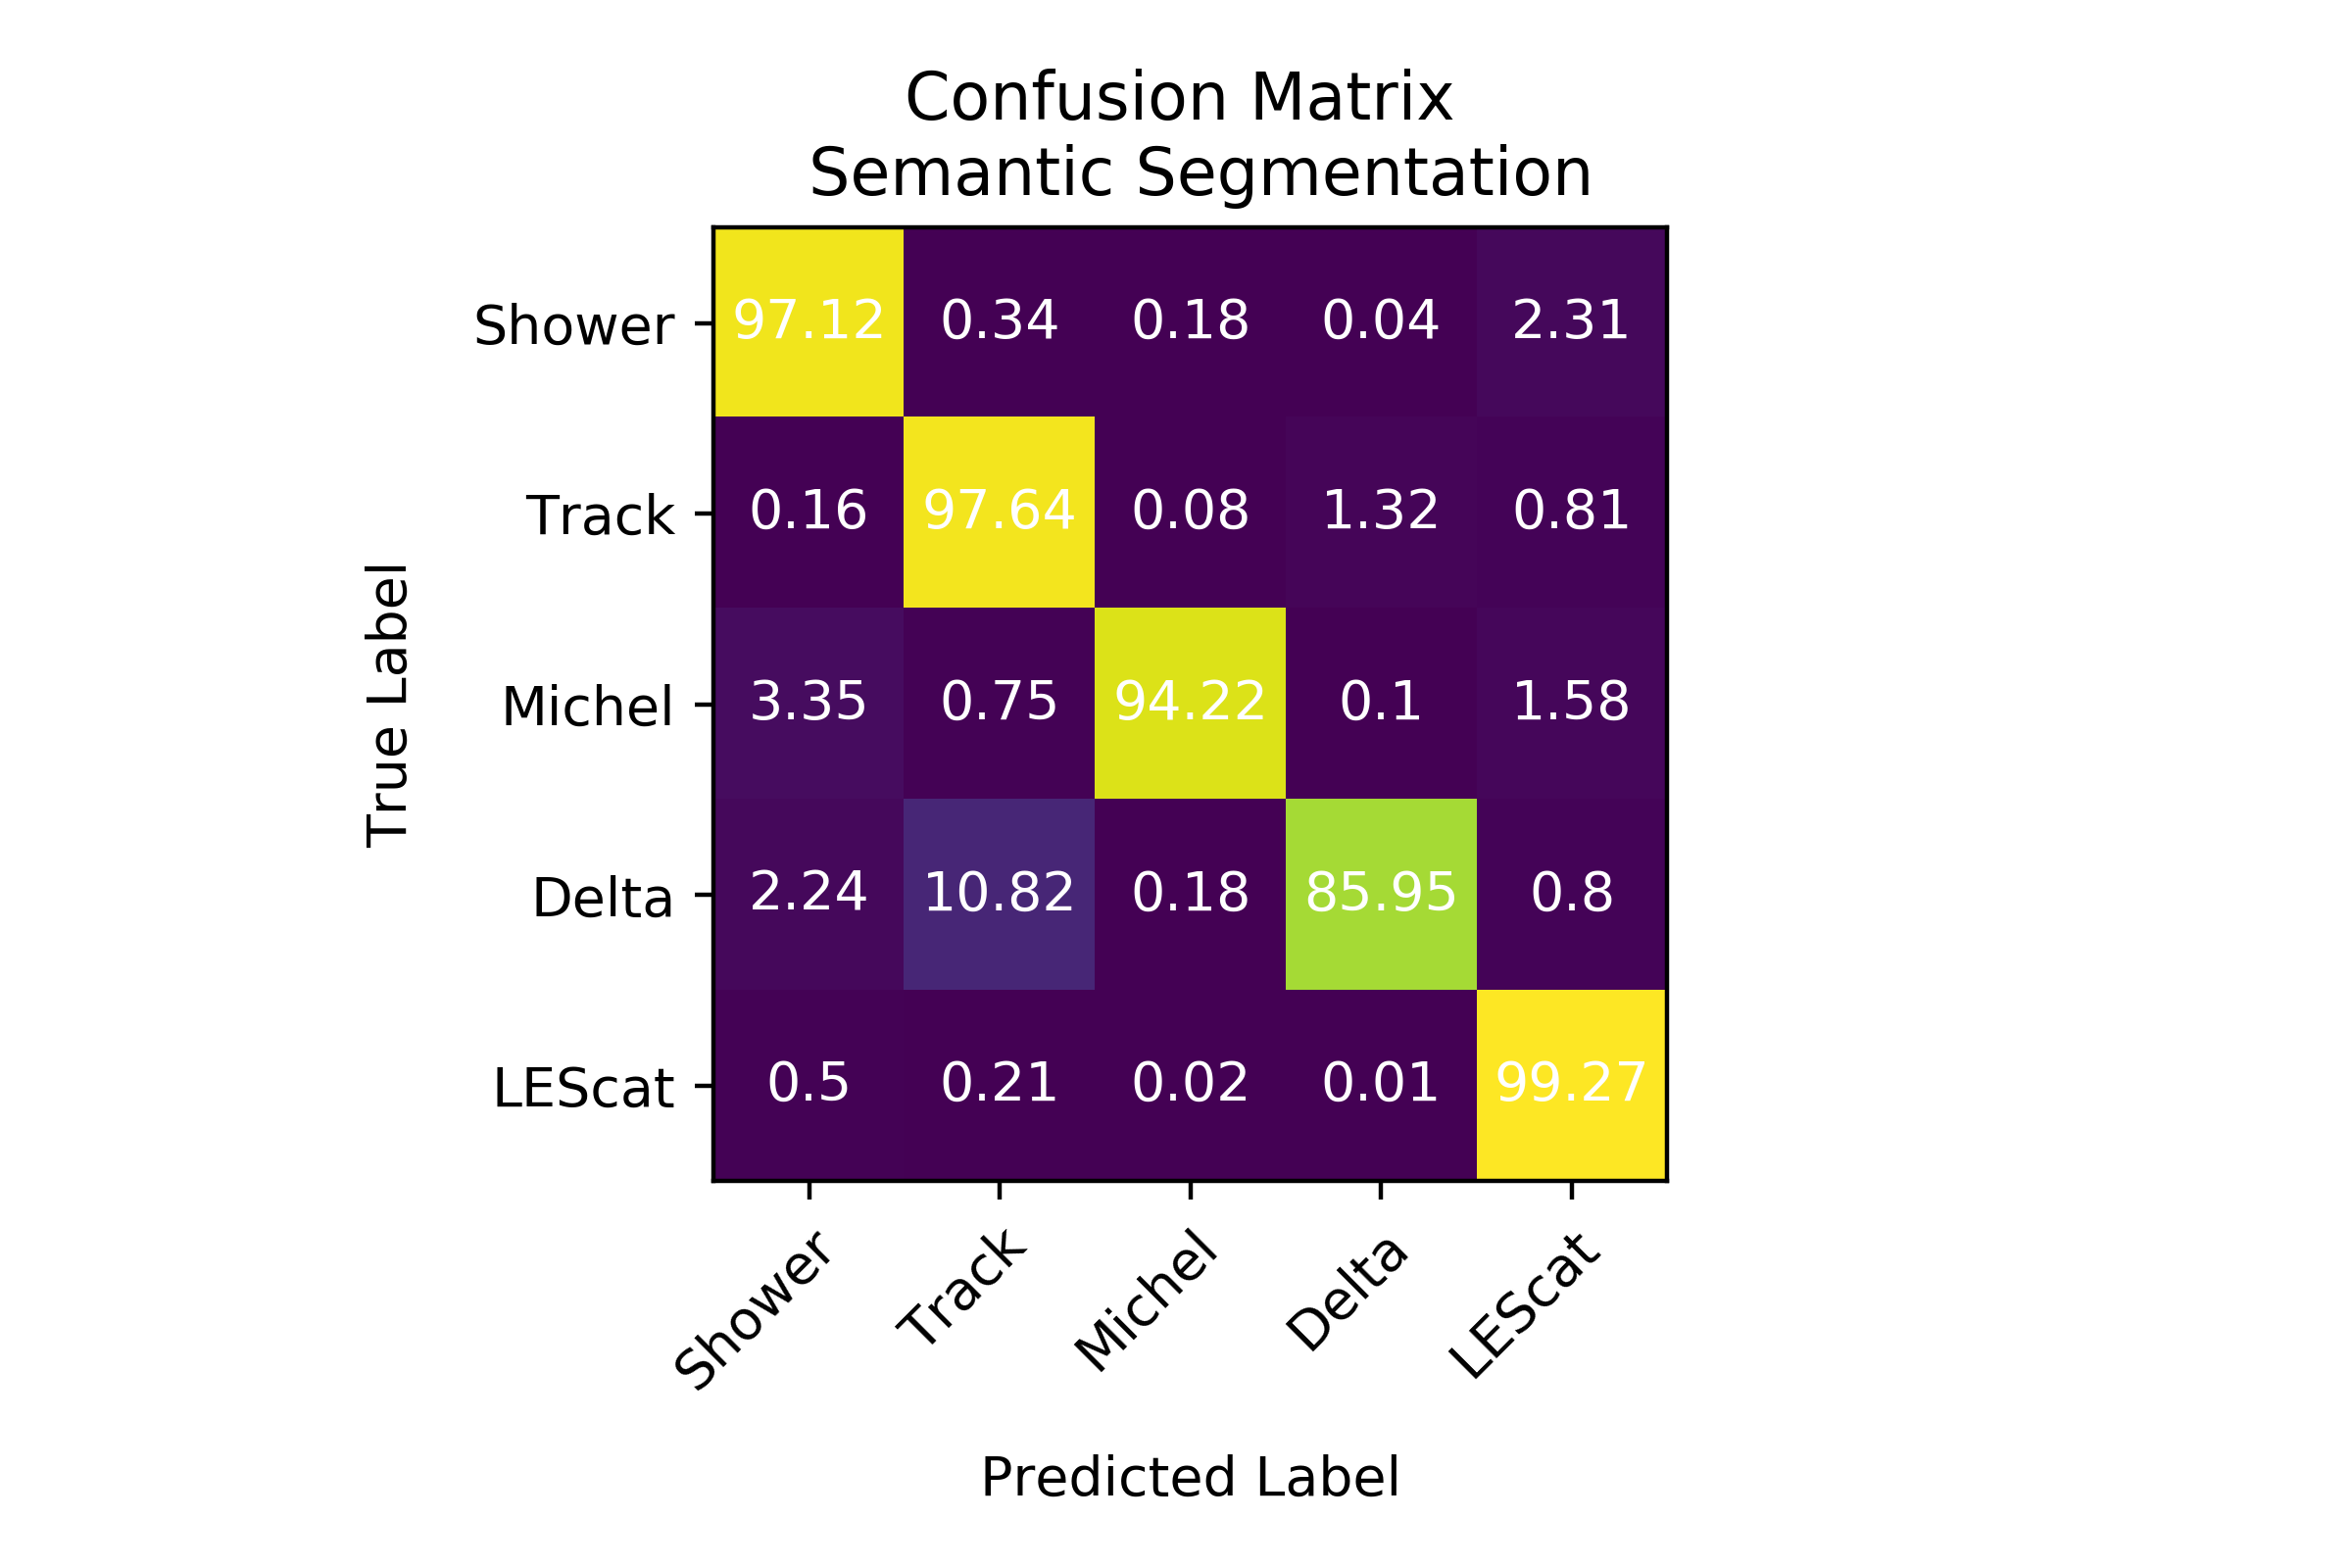 Confusion Matrix
Semantic Segmentation
True Label
Shower 97.12 0.34 0.18 0.04 2.31
Track 0.16 97.64 0.08 1.32 0.81
Michel 3.35 0.75 94.22 0.1 1.58
Delta 2.24 10.82 0.18 85.95 0.8
LEScat 0.5 0.21 0.02 0.01 99.27
Shower Track Michel Delta LEScat
Predicted Label